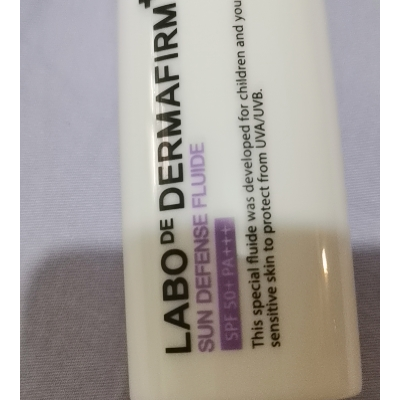 LABO DE DERMAFIRM+
SUN DEFENSE FLUIDE
SPF 50+ PA+++
This special fluide was developed for children and you
sensitive skin to protect from UVA/UVB.